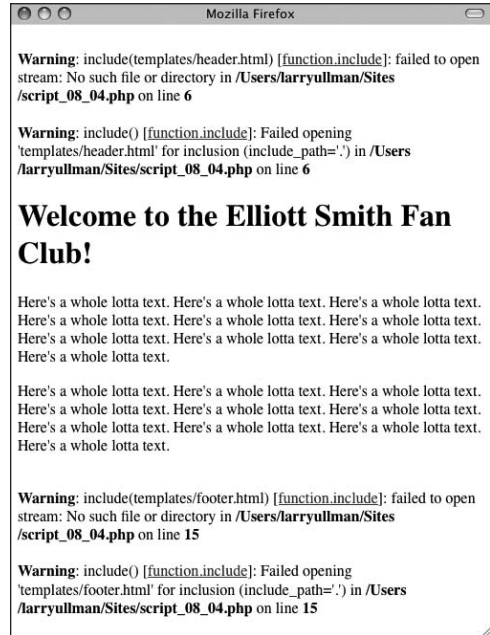 Mozilla Firefox
Warning: include(templates/header.html) [function.include]: failed to open
stream: No such file or directory in /Users/larryullman/Sites
/script_08_04.php on line 6
Warning: include() [function.include]: Failed opening
'templates/header.html' for inclusion (include_path='.') in /Users
/larryullman/Sites/script_08_04.php on line 6
Welcome to the Elliott Smith Fan
Club!
Here's a whole lotta text. Here's a whole lotta text. Here's a whole lotta text.
Here's a whole lotta text. Here's a whole lotta text. Here's a whole lotta text.
Here's a whole lotta text. Here's a whole lotta text. Here's a whole lotta text.
Here's a whole lotta text.
Here's a whole lotta text. Here's a whole lotta text. Here's a whole lotta text.
Here's a whole lotta text. Here's a whole lotta text. Here's a whole lotta text.
Here's a whole lotta text. Here's a whole lotta text. Here's a whole lotta text.
Here's a whole lotta text.
Warning: include(templates/footer.html) [function.include]: failed to open
stream: No such file or directory in /Users/larryullman/Sites
/script_08_04.php on line 15
Warning: include() [function.include]: Failed opening
'templates/footer.html' for inclusion (include_path='.') in /Users
/larryullman/Sites/script_08_04.php on line 15